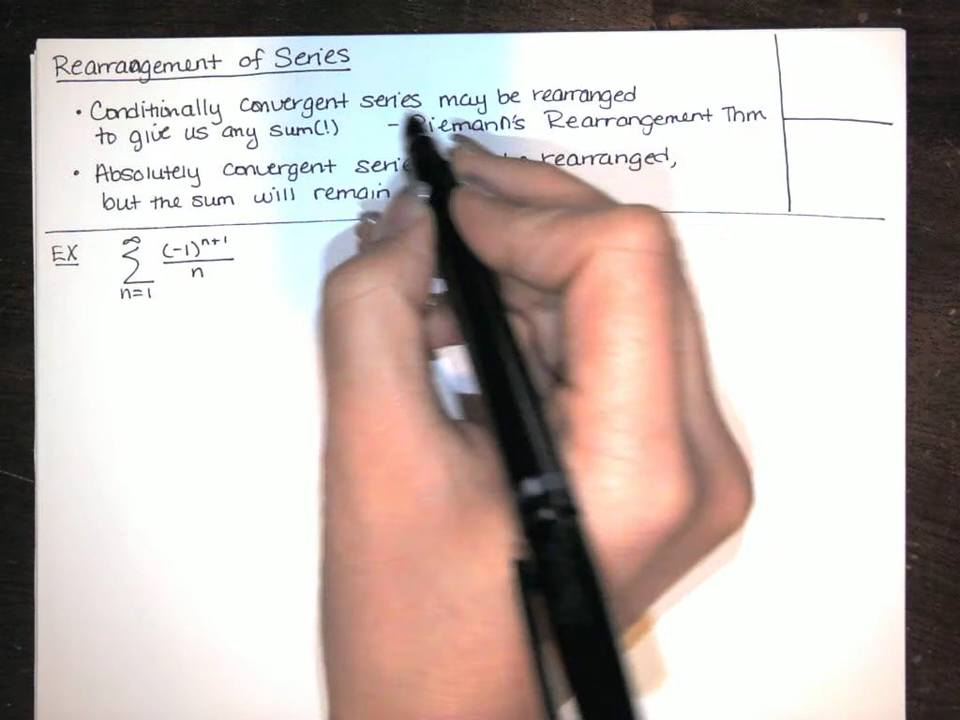 Rearrangement of Series
• Conditionally convergent series may be rearranged
to give us any sum(!) - Riemann's Rearrangement Thm
• Absolutely convergent rearranged,
but the sum will remain
EX ∞ ∑ n=1 (-1)^{n+1} / n